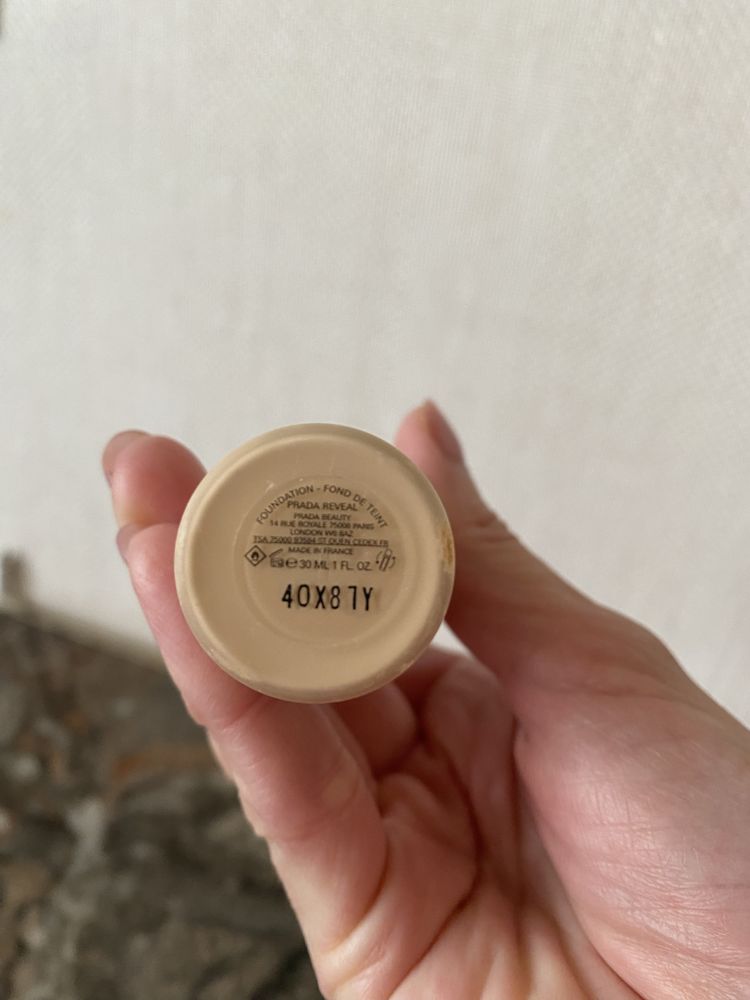 FOUNDATION - FOND DE TEINT
PRADA REVEAL
PRADA BEAUTY
14 RUE ROYALE 75008 PARIS
LONDON W6 8AZ
TSA 75000 93584 ST OUEN CEDEX FR
MADE IN FRANCE
e 30 ML 1 FL. OZ.
40X87Y